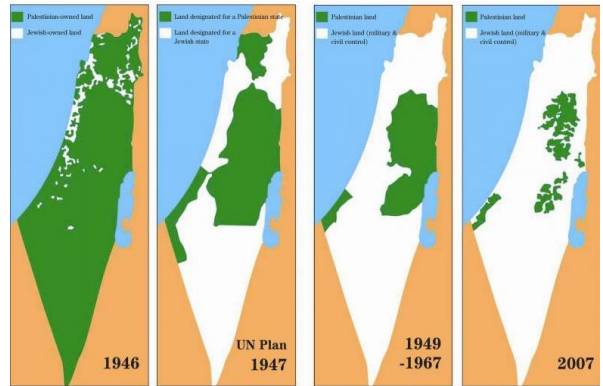 Palestinian-owned land
Jewish-owned land
1946
Land designated for a Palestinian state
Land designated for a
Jewish state
UN Plan
1947
Palestinian land
Jewish land (military &
civil control)
1949
-1967
Palestinian land
Jewish land (military &
civil control)
2007